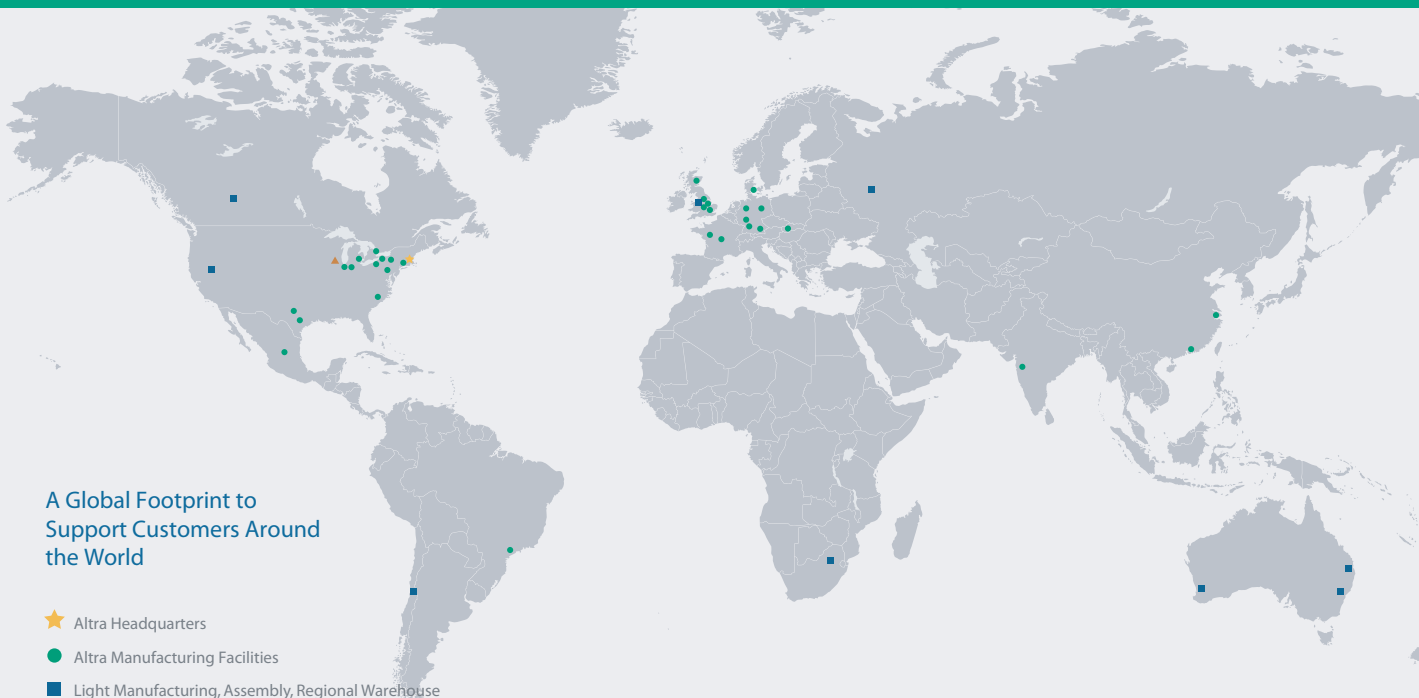 A Global Footprint to
Support Customers Around
the World
Altra Headquarters
Altra Manufacturing Facilities
Light Manufacturing, Assembly, Regional Warehouse